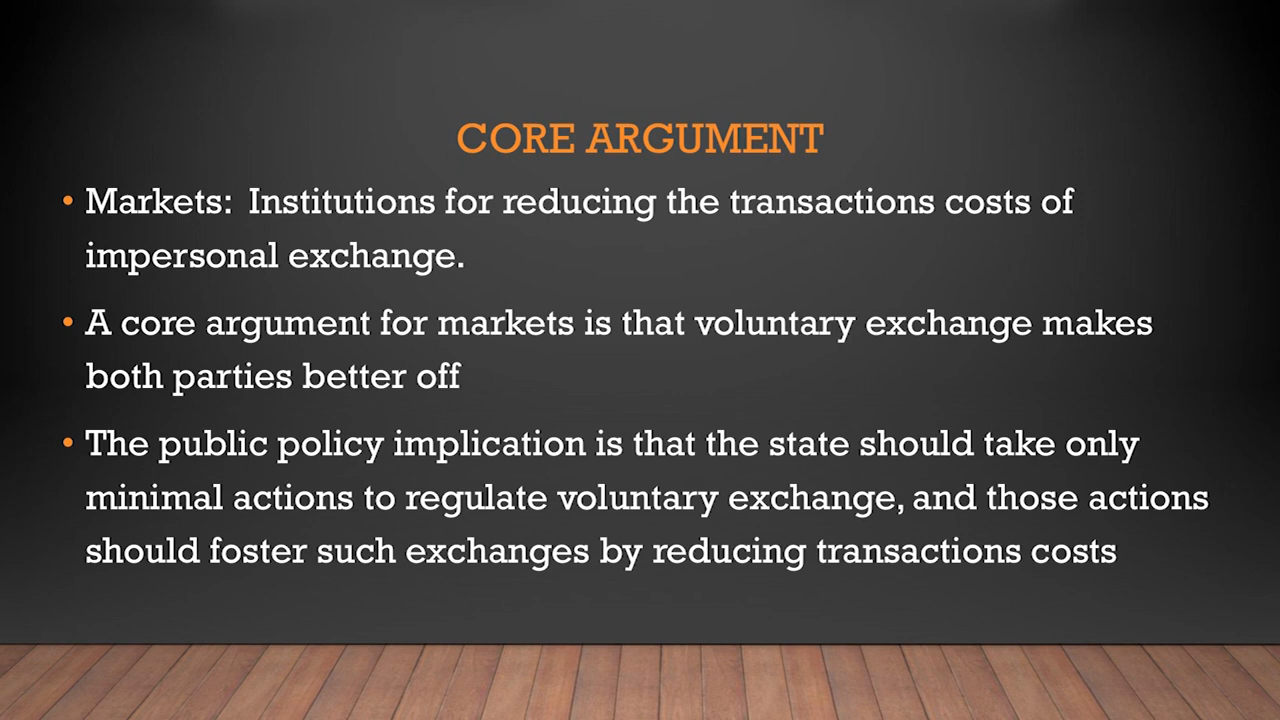 CORE ARGUMENT
• Markets:  Institutions for reducing the transactions costs of
impersonal exchange.
• A core argument for markets is that voluntary exchange makes
both parties better off
• The public policy implication is that the state should take only
minimal actions to regulate voluntary exchange, and those actions
should foster such exchanges by reducing transactions costs